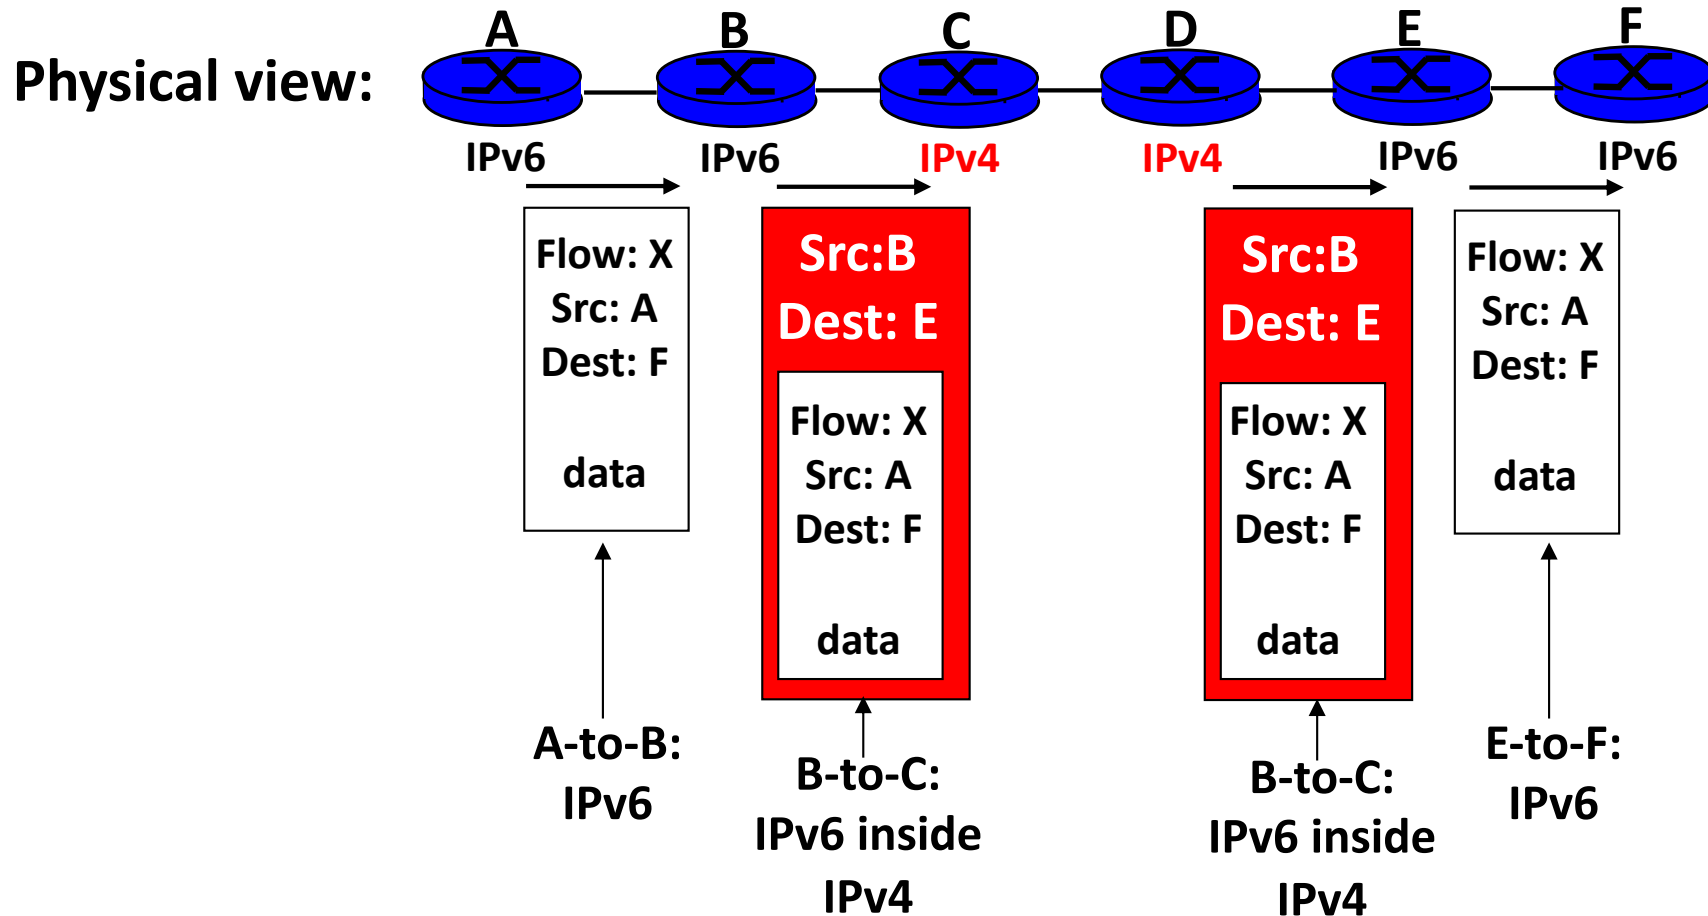 A
B
C
D
E
F
Physical view:
IPv6
IPv6
IPv4
IPv4
IPv6
IPv6
Flow: X
Src: A
Dest: F
data
Src:B
Dest: E
Flow: X
Src: A
Dest: F
data
Src:B
Dest: E
Flow: X
Src: A
Dest: F
data
Flow: X
Src: A
Dest: F
data
A-to-B:
IPv6
B-to-C:
IPv6 inside
IPv4
B-to-C:
IPv6 inside
IPv4
E-to-F:
IPv6